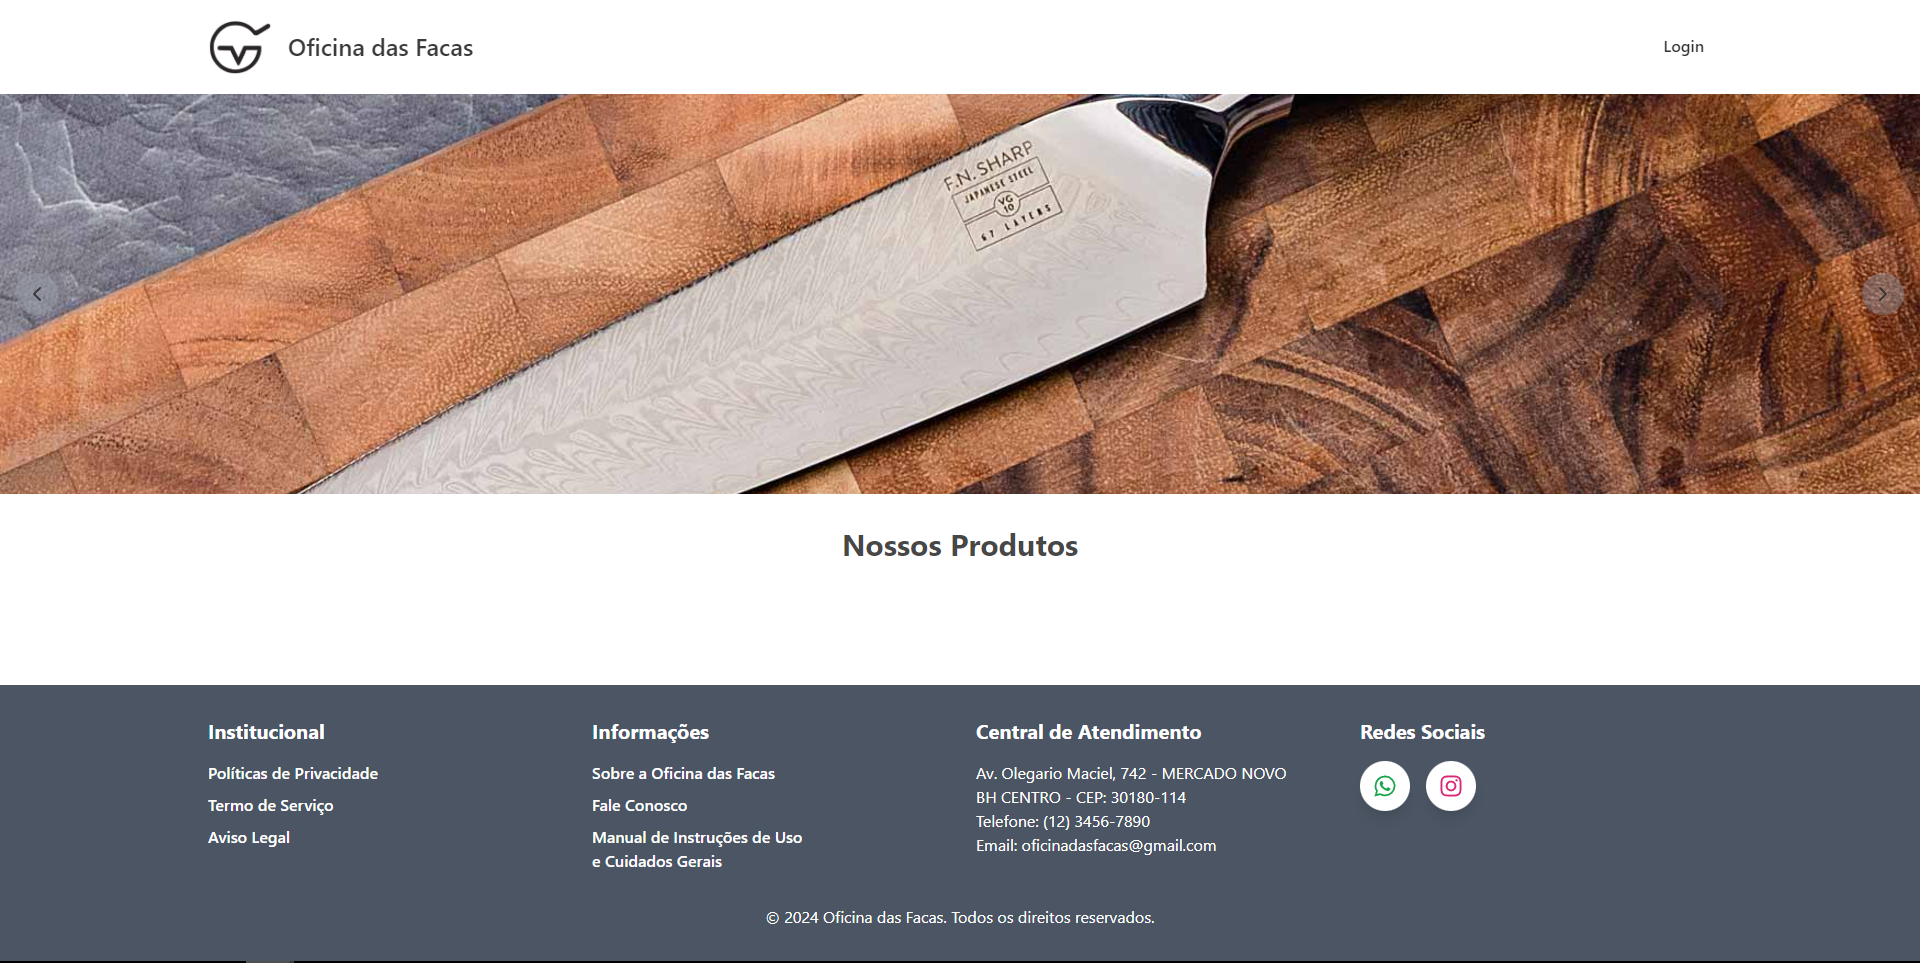 Oficina das Facas
Login
F.N. SHARP
JAPANESE STEEL
VG
10
67 LAYERS
Nossos Produtos
Institucional
Políticas de Privacidade
Termo de Serviço
Aviso Legal
Informações
Sobre a Oficina das Facas
Fale Conosco
Manual de Instruções de Uso
e Cuidados Gerais
Central de Atendimento
Av. Olegario Maciel, 742 - MERCADO NOVO
BH CENTRO - CEP: 30180-114
Telefone: (12) 3456-7890
Email: oficinadasfacas@gmail.com
Redes Sociais
© 2024 Oficina das Facas. Todos os direitos reservados.